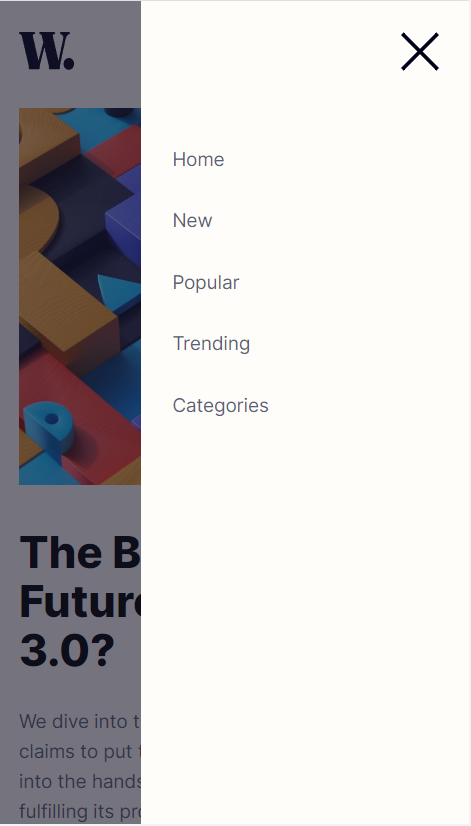 W.
Home
New
Popular
Trending
Categories
The B
Future
3.0?
We dive into t
claims to put t
into the hands
fulfilling its pro